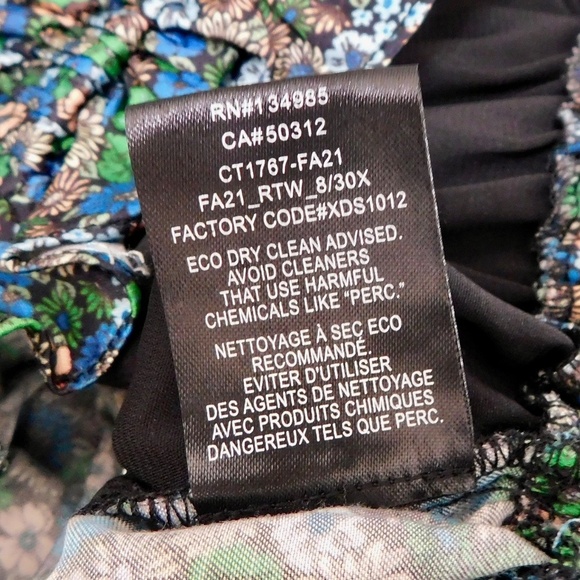 RN#134985
CA#50312
CT1767-FA21
FA21_RTW_8/30X
FACTORY CODE#XDS1012
ECO DRY CLEAN ADVISED.
AVOID CLEANERS
THAT USE HARMFUL
CHEMICALS LIKE "PERC."
NETTOYAGE À SEC ECO
RECOMMANDÉ.
EVITER D'UTILISER
DES AGENTS DE NETTOYAGE
AVEC PRODUITS CHIMIQUES
DANGEREUX TELS QUE PERC.